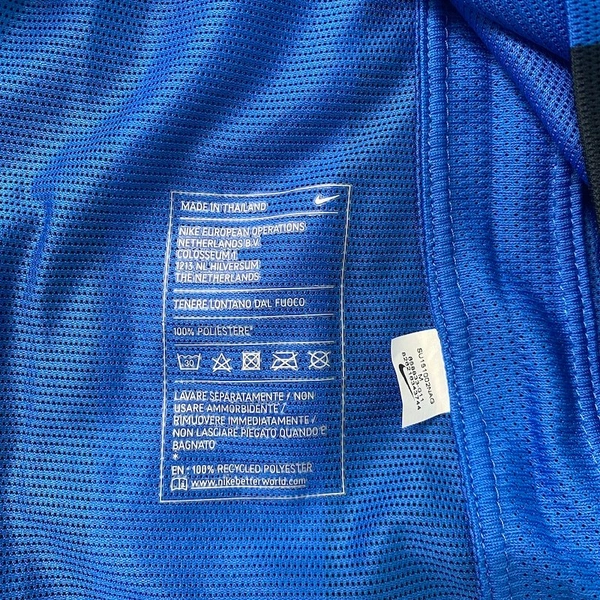 MADE IN THAILAND
NIKE EUROPEAN OPERATIONS
NETHERLANDS B.V.
COLOSSEUM 1
1213 NL HILVERSUM
THE NETHERLANDS
TENERE LONTANO DAL FUOCO
100% POLIESTERE*
30
LAVARE SEPARATAMENTE / NON
USARE AMMORBIDENTE /
RIMUOVERE IMMEDIATAMENTE /
NON LASCIARE PIEGATO QUANDO È
BAGNATO
*
EN : 100% RECYCLED POLYESTER
www.nikebetterworld.com
SU151002NAG
M